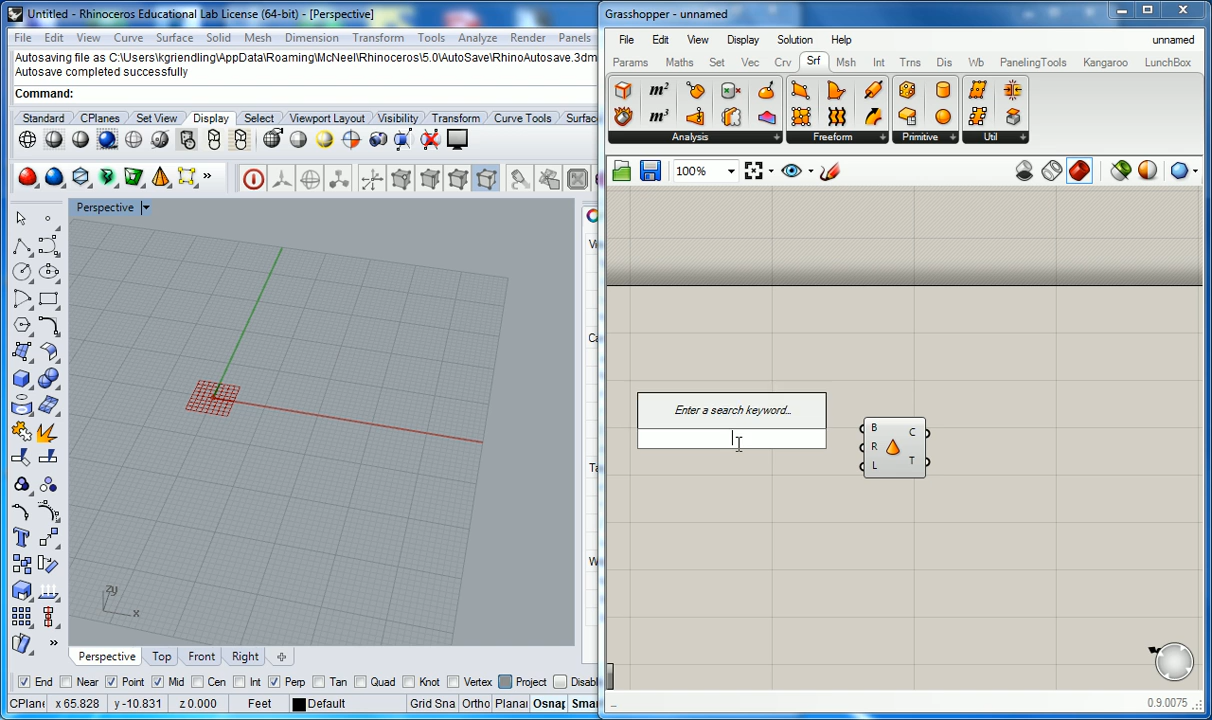 Untitled - Rhinoceros Educational Lab License (64-bit) - [Perspective]
File Edit View Curve Surface Solid Mesh Dimension Transform Tools Analyze Render Panels
Autosaving file as C:\Users\kgriendling\AppData\Roaming\McNeel\Rhinoceros\5.0\AutoSave\RhinoAutosave.3dm
Autosave completed successfully
Command:
Standard CPlanes Set View Display Select Viewport Layout Visibility Transform Curve Tools Surfac
Perspective
zy
x
Perspective Top Front Right
End Near Point Mid Cen Int Perp Tan Quad Knot Vertex Project Disabl
CPlane x 65.828 y -10.831 z 0.000 Feet Default Grid Sna Ortho Planar Osnap Smar
Grasshopper - unnamed
File Edit View Display Solution Help unnamed
Params Maths Set Vec Crv Srf Msh Int Trns Dis Wb PanelingTools Kangaroo LunchBox
m²
m³
Analysis Freeform Primitive Util
100%
Enter a search keyword...
B
R
L
C
T
0.9.0075